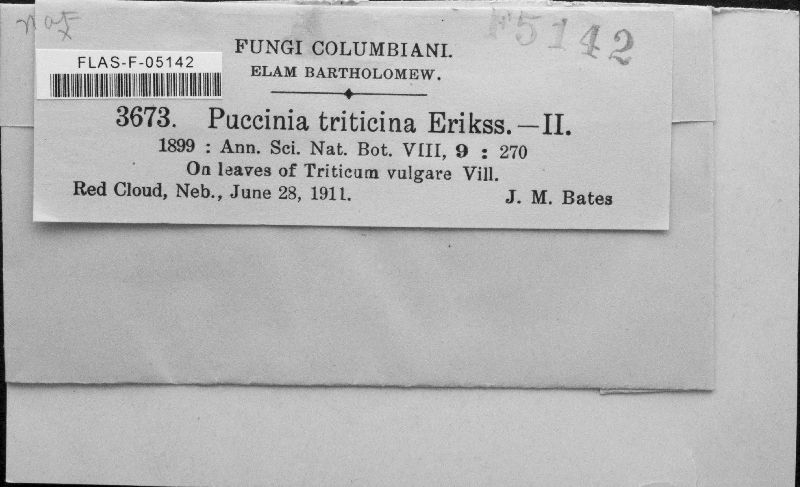 F5142
FLAS-F-05142
FUNGI COLUMBIANI.
ELAM BARTHOLOMEW.
3673. Puccinia triticina Erikss.—II.
1899 : Ann. Sci. Nat. Bot. VIII, 9 : 270
On leaves of Triticum vulgare Vill.
Red Cloud, Neb., June 28, 1911. J. M. Bates